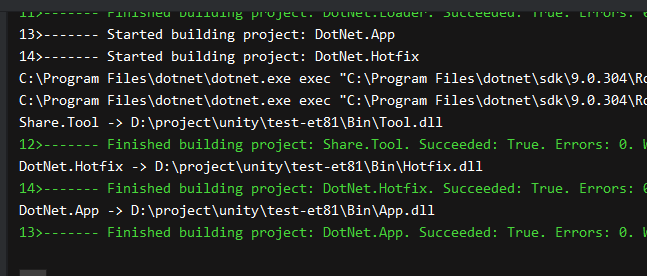 11>------- Finished building project: DotNet.Loader. Succeeded: True. Errors: 0.
13>------- Started building project: DotNet.App
14>------- Started building project: DotNet.Hotfix
C:\Program Files\dotnet\dotnet.exe exec "C:\Program Files\dotnet\sdk\9.0.304\Ro
C:\Program Files\dotnet\dotnet.exe exec "C:\Program Files\dotnet\sdk\9.0.304\Ro
Share.Tool -> D:\project\unity\test-et81\Bin\Tool.dll
12>------- Finished building project: Share.Tool. Succeeded: True. Errors: 0. W
DotNet.Hotfix -> D:\project\unity\test-et81\Bin\Hotfix.dll
14>------- Finished building project: DotNet.Hotfix. Succeeded: True. Errors:
DotNet.App -> D:\project\unity\test-et81\Bin\App.dll
13>------- Finished building project: DotNet.App. Succeeded: True. Errors: 0. W